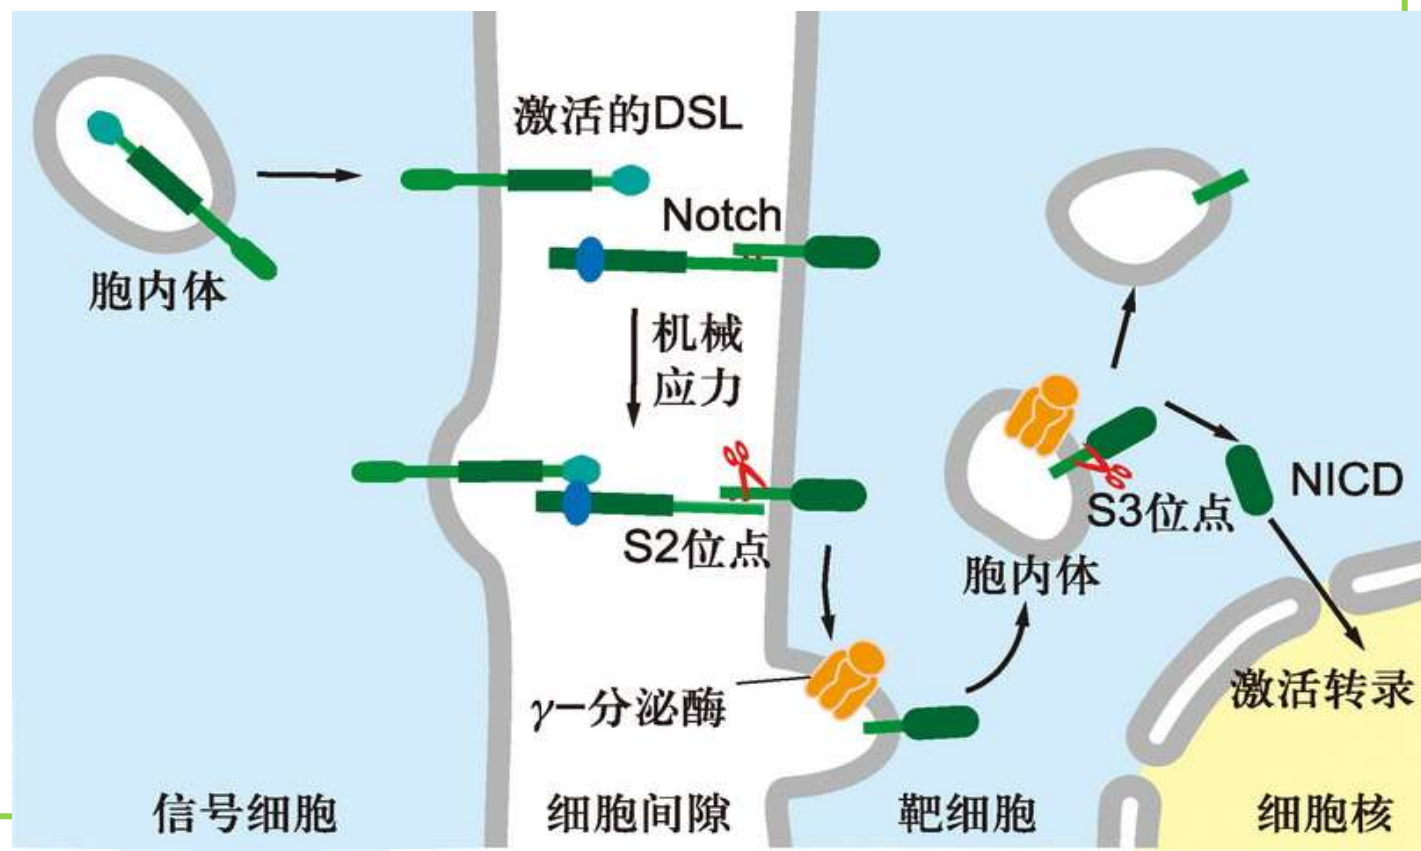 激活的DSL
Notch
胞内体
机械
应力
NICD
S3位点
S2位点
胞内体
γ-分泌酶
激活转录
信号细胞
细胞间隙
靶细胞
细胞核